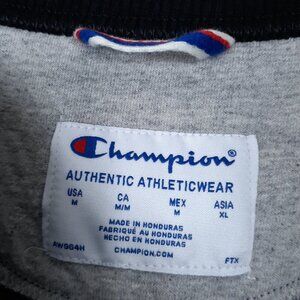 Champion
AUTHENTIC ATHLETICWEAR
USA CA MEX ASIA
M M/M M XL
MADE IN HONDURAS
FABRIQUÉ AU HONDURAS
HECHO EN HONDURAS
AW964H CHAMPION.COM FTX